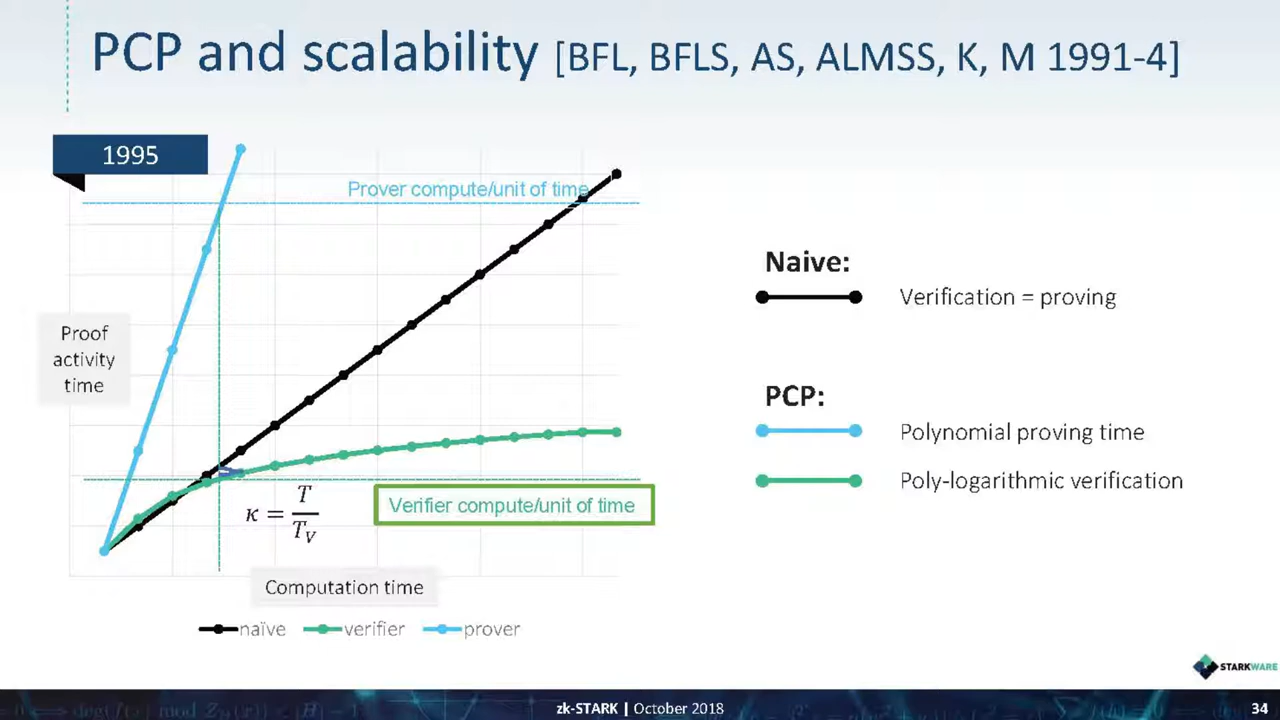 PCP and scalability [BFL, BFLS, AS, ALMSS, K, M 1991-4]
1995
Prover compute/unit of time
Proof
activity
time
κ = T / T_V
Verifier compute/unit of time
Computation time
naïve verifier prover
Naive:
Verification = proving
PCP:
Polynomial proving time
Poly-logarithmic verification
STARKWARE
zk-STARK | October 2018
34